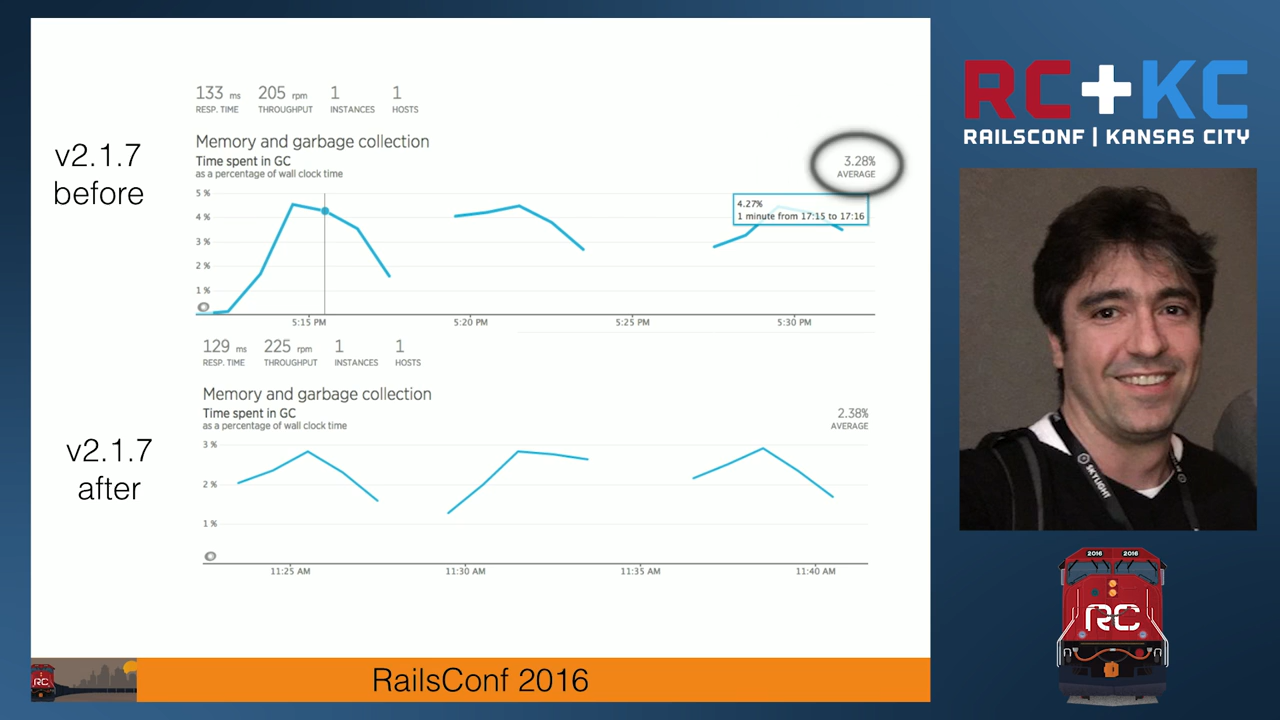 133 ms 205 rpm 1 1
RESP. TIME THROUGHPUT INSTANCES HOSTS
Memory and garbage collection
Time spent in GC
as a percentage of wall clock time
3.28%
AVERAGE
v2.1.7
before
5 %
4 %
3 %
2 %
1 %
4.27%
1 minute from 17:15 to 17:16
5:15 PM 5:20 PM 5:25 PM 5:30 PM
129 ms 225 rpm 1 1
RESP. TIME THROUGHPUT INSTANCES HOSTS
Memory and garbage collection
Time spent in GC
as a percentage of wall clock time
2.38%
AVERAGE
v2.1.7
after
3 %
2 %
1 %
11:25 AM 11:30 AM 11:35 AM 11:40 AM
RC
RailsConf 2016
RC+KC
RAILSCONF | KANSAS CITY
SKYLIGHT
2016 2016
RC